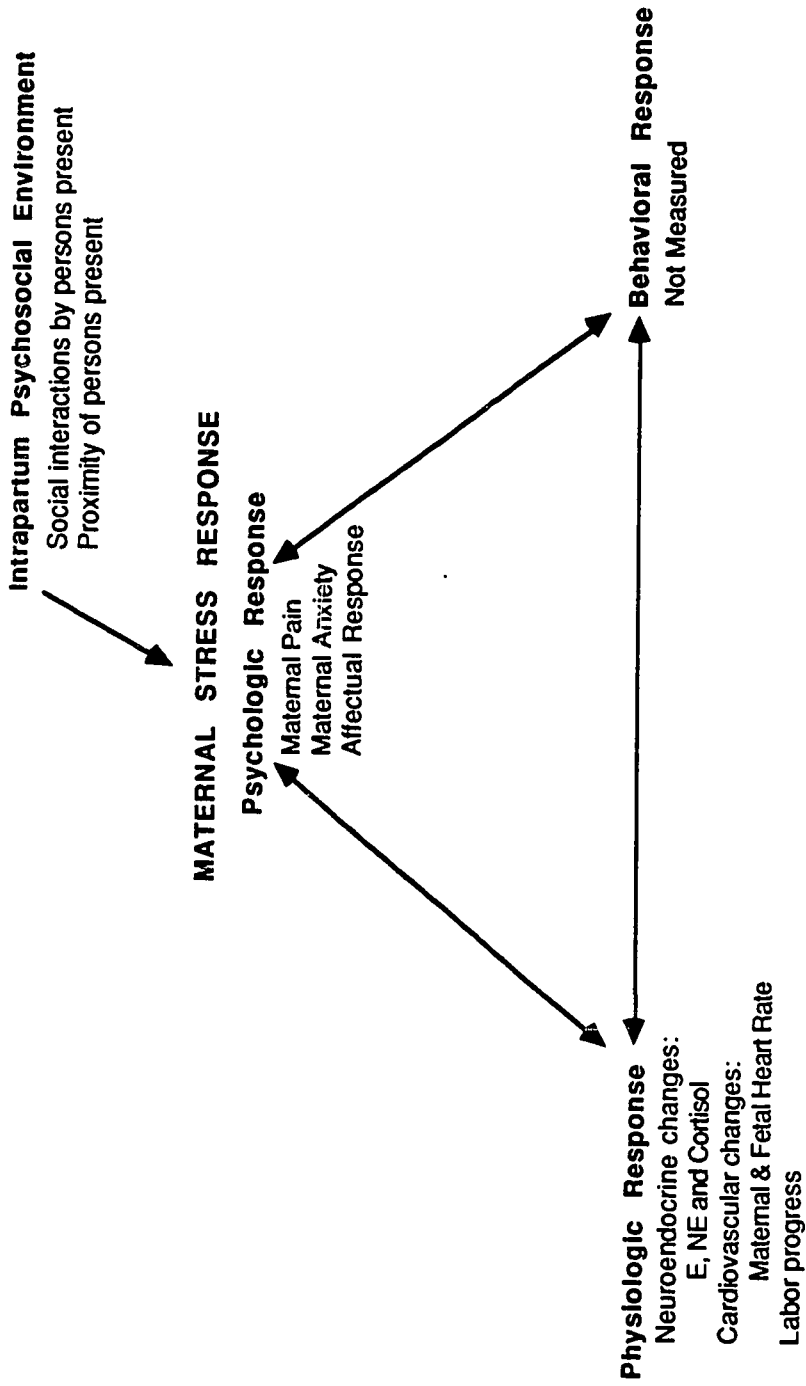 Intrapartum Psychosocial Environment
Social interactions by persons present
Proximity of persons present
MATERNAL STRESS RESPONSE
Psychologic Response
Maternal Pain
Maternal Anxiety
Affectual Response
Physiologic Response
Neuroendocrine changes:
E, NE and Cortisol
Cardiovascular changes:
Maternal & Fetal Heart Rate
Labor progress
Behavioral Response
Not Measured